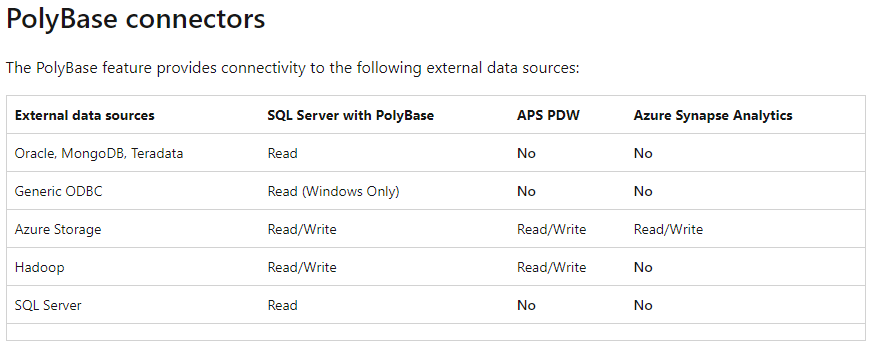 PolyBase connectors
The PolyBase feature provides connectivity to the following external data sources:
External data sources SQL Server with PolyBase APS PDW Azure Synapse Analytics
Oracle, MongoDB, Teradata Read No No
Generic ODBC Read (Windows Only) No No
Azure Storage Read/Write Read/Write Read/Write
Hadoop Read/Write Read/Write No
SQL Server Read No No